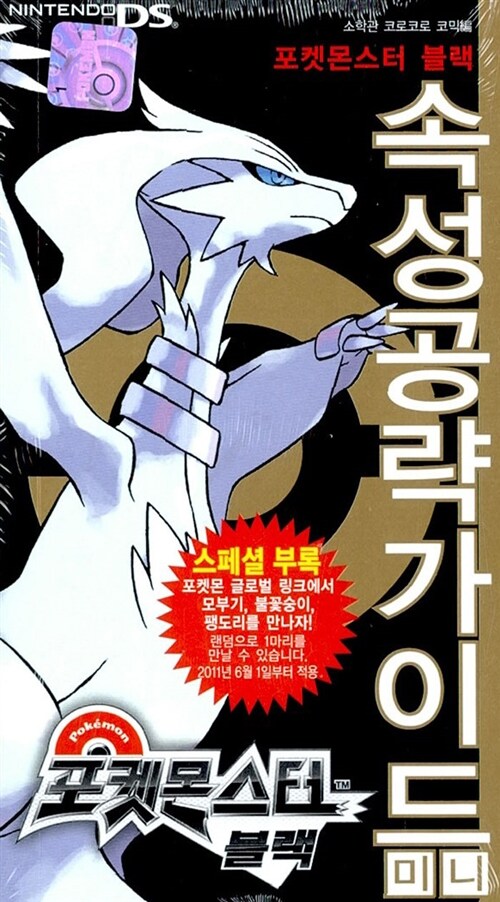 NINTENDO DS
소학관 코로코로 코믹編
포켓몬스터 블랙
속성공략가이드
미니
스페셜 부록
포켓몬 글로벌 링크에서
모부기, 불꽃숭이,
팽도리를 만나자!
랜덤으로 1마리를
만날 수 있습니다.
2011년 6월 1일부터 적용.
Pokémon
포켓몬스터™
블랙